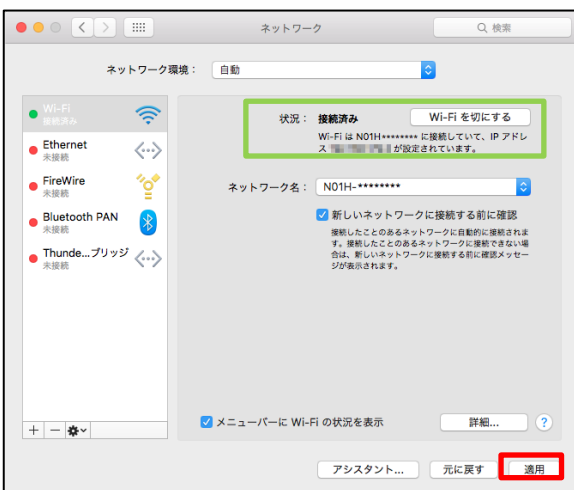 ネットワーク
検索
ネットワーク環境：
自動
Wi-Fi
接続済み
Ethernet
未接続
FireWire
未接続
Bluetooth PAN
未接続
Thunde...ブリッジ
未接続
状況：
接続済み
Wi-Fi を切にする
Wi-Fi は N01H******** に接続していて、IP アドレ
ス が設定されています。
ネットワーク名：
N01H-********
新しいネットワークに接続する前に確認
接続したことのあるネットワークに自動的に接続されま
す。接続したことのあるネットワークに接続できない場
合は、新しいネットワークに接続する前に確認メッセー
ジが表示されます。
メニューバーに Wi-Fi の状況を表示
詳細...
?
アシスタント...
元に戻す
適用